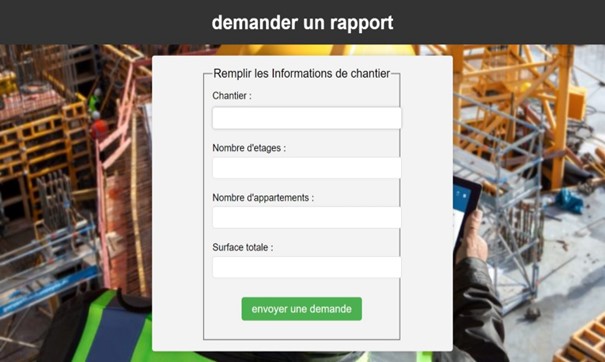 demander un rapport
Remplir les Informations de chantier
Chantier :
Nombre d'etages :
Nombre d'appartements :
Surface totale :
envoyer une demande